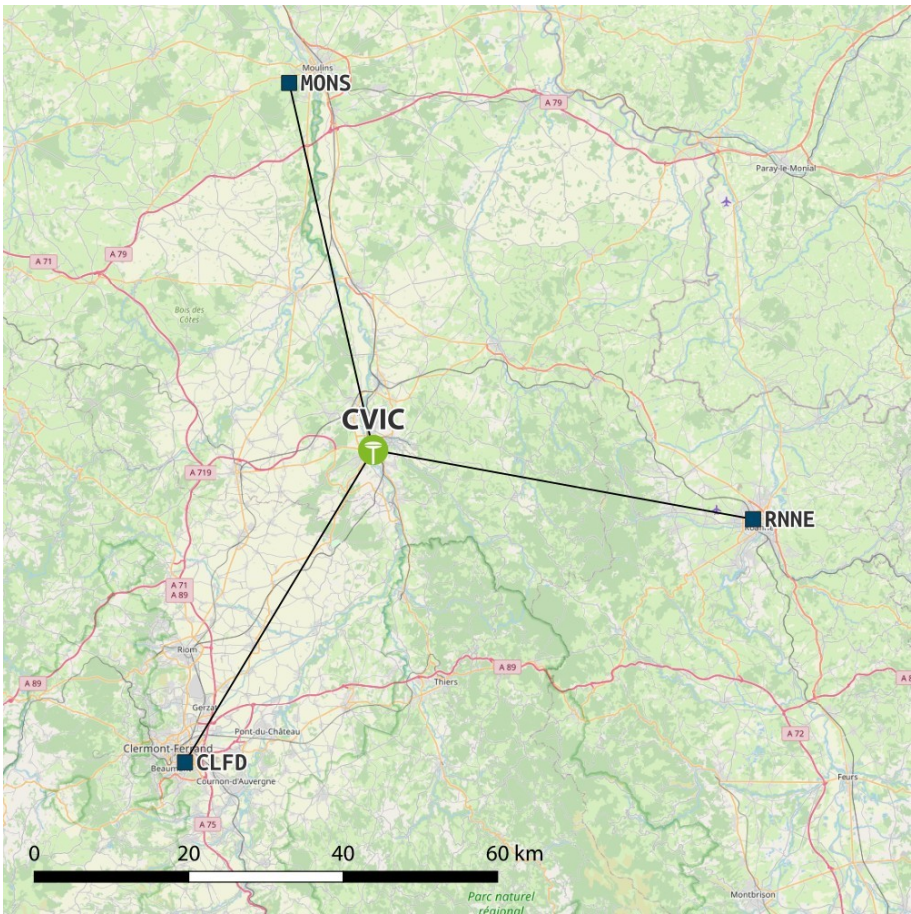 Moulins
MONS
A 79
Paray-le-Monial
A 71
A 79
Bois des
Côtes
CVIC
A 719
RNNE
A 71
A 89
Riom
A 89
A 89
Thiers
Gerzat
Pont-du-Château
A 72
Clermont-Ferrand
CLFD
Cournon-d'Auvergne
Feurs
A 75
0
20
40
60 km
Parc naturel
régional
Montbrison